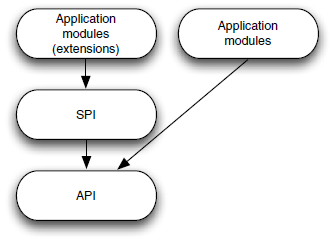 Application
modules
(extensions)
Application
modules
SPI
API